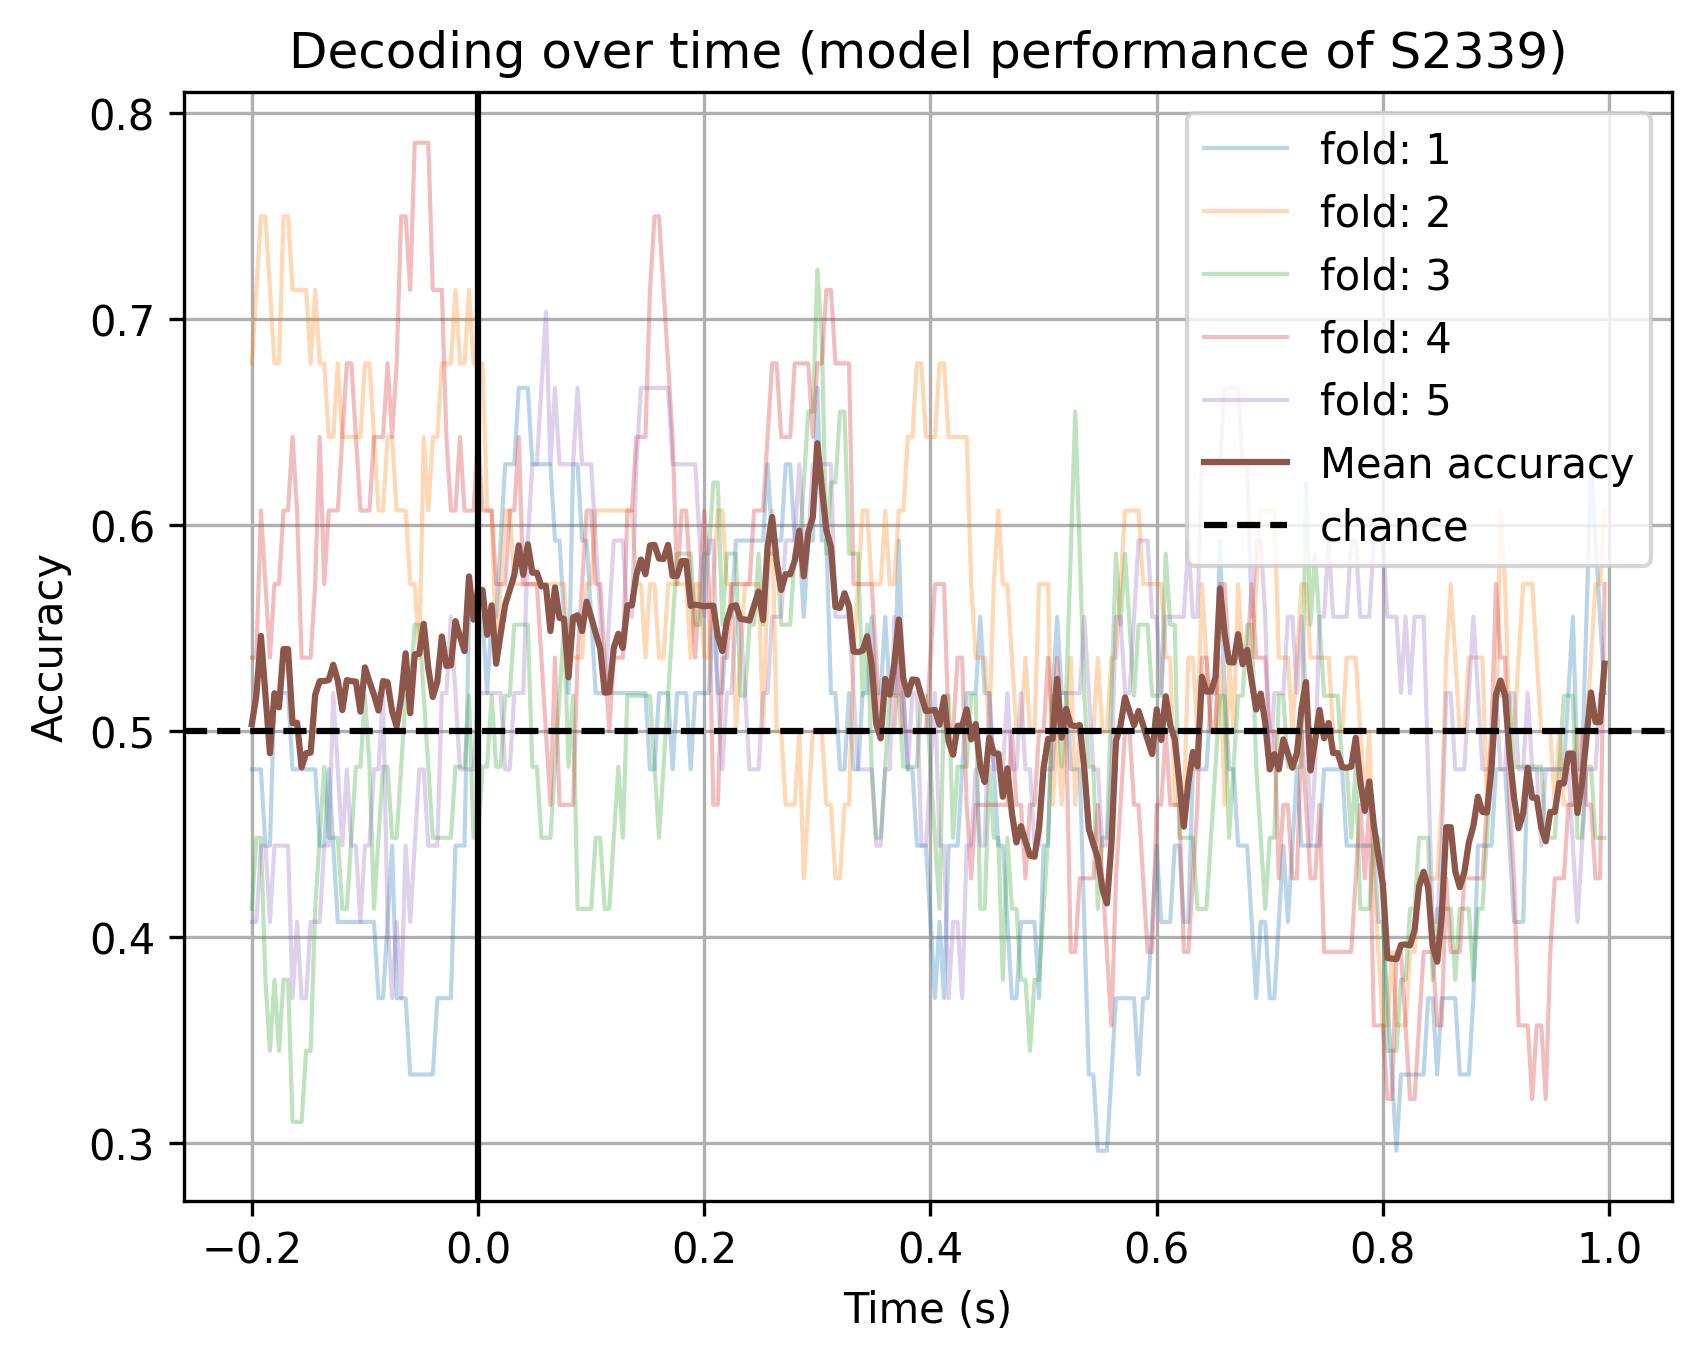 Decoding over time (model performance of S2339)
Accuracy
0.8
0.7
0.6
0.5
0.4
0.3
fold: 1
fold: 2
fold: 3
fold: 4
fold: 5
Mean accuracy
chance
−0.2 0.0 0.2 0.4 0.6 0.8 1.0
Time (s)